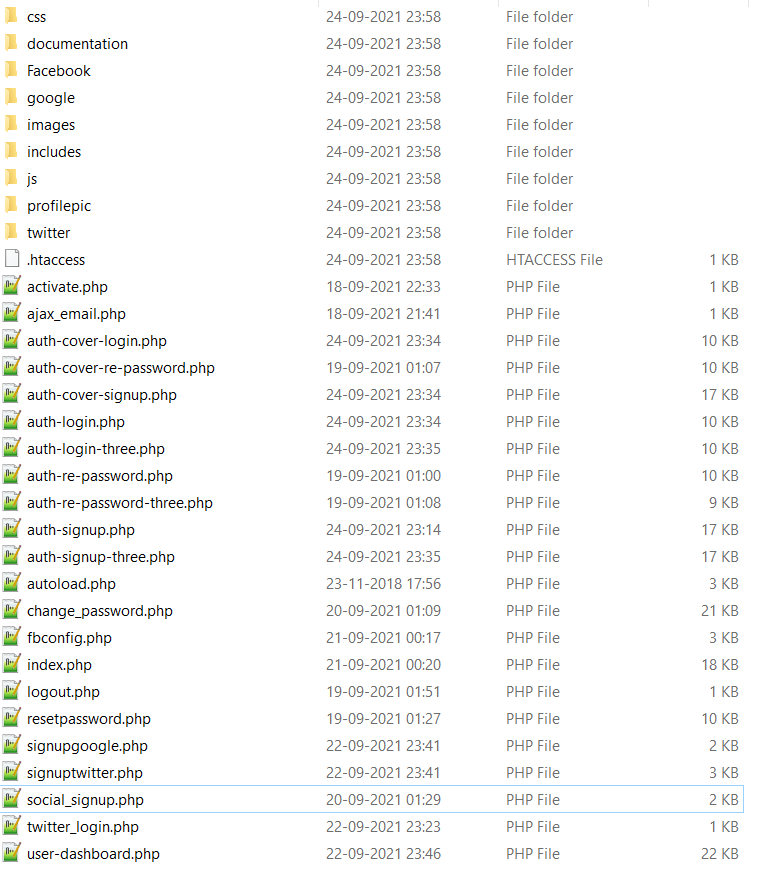 css 24-09-2021 23:58 File folder
documentation 24-09-2021 23:58 File folder
Facebook 24-09-2021 23:58 File folder
google 24-09-2021 23:58 File folder
images 24-09-2021 23:58 File folder
includes 24-09-2021 23:58 File folder
js 24-09-2021 23:58 File folder
profilepic 24-09-2021 23:58 File folder
twitter 24-09-2021 23:58 File folder
.htaccess 24-09-2021 23:58 HTACCESS File 1 KB
activate.php 18-09-2021 22:33 PHP File 1 KB
ajax_email.php 18-09-2021 21:41 PHP File 1 KB
auth-cover-login.php 24-09-2021 23:34 PHP File 10 KB
auth-cover-re-password.php 19-09-2021 01:07 PHP File 10 KB
auth-cover-signup.php 24-09-2021 23:34 PHP File 17 KB
auth-login.php 24-09-2021 23:34 PHP File 10 KB
auth-login-three.php 24-09-2021 23:35 PHP File 10 KB
auth-re-password.php 19-09-2021 01:00 PHP File 10 KB
auth-re-password-three.php 19-09-2021 01:08 PHP File 9 KB
auth-signup.php 24-09-2021 23:14 PHP File 17 KB
auth-signup-three.php 24-09-2021 23:35 PHP File 17 KB
autoload.php 23-11-2018 17:56 PHP File 3 KB
change_password.php 20-09-2021 01:09 PHP File 21 KB
fbconfig.php 21-09-2021 00:17 PHP File 3 KB
index.php 21-09-2021 00:20 PHP File 18 KB
logout.php 19-09-2021 01:51 PHP File 1 KB
resetpassword.php 19-09-2021 01:27 PHP File 10 KB
signupgoogle.php 22-09-2021 23:41 PHP File 2 KB
signuptwitter.php 22-09-2021 23:41 PHP File 3 KB
social_signup.php 20-09-2021 01:29 PHP File 2 KB
twitter_login.php 22-09-2021 23:23 PHP File 1 KB
user-dashboard.php 22-09-2021 23:46 PHP File 22 KB